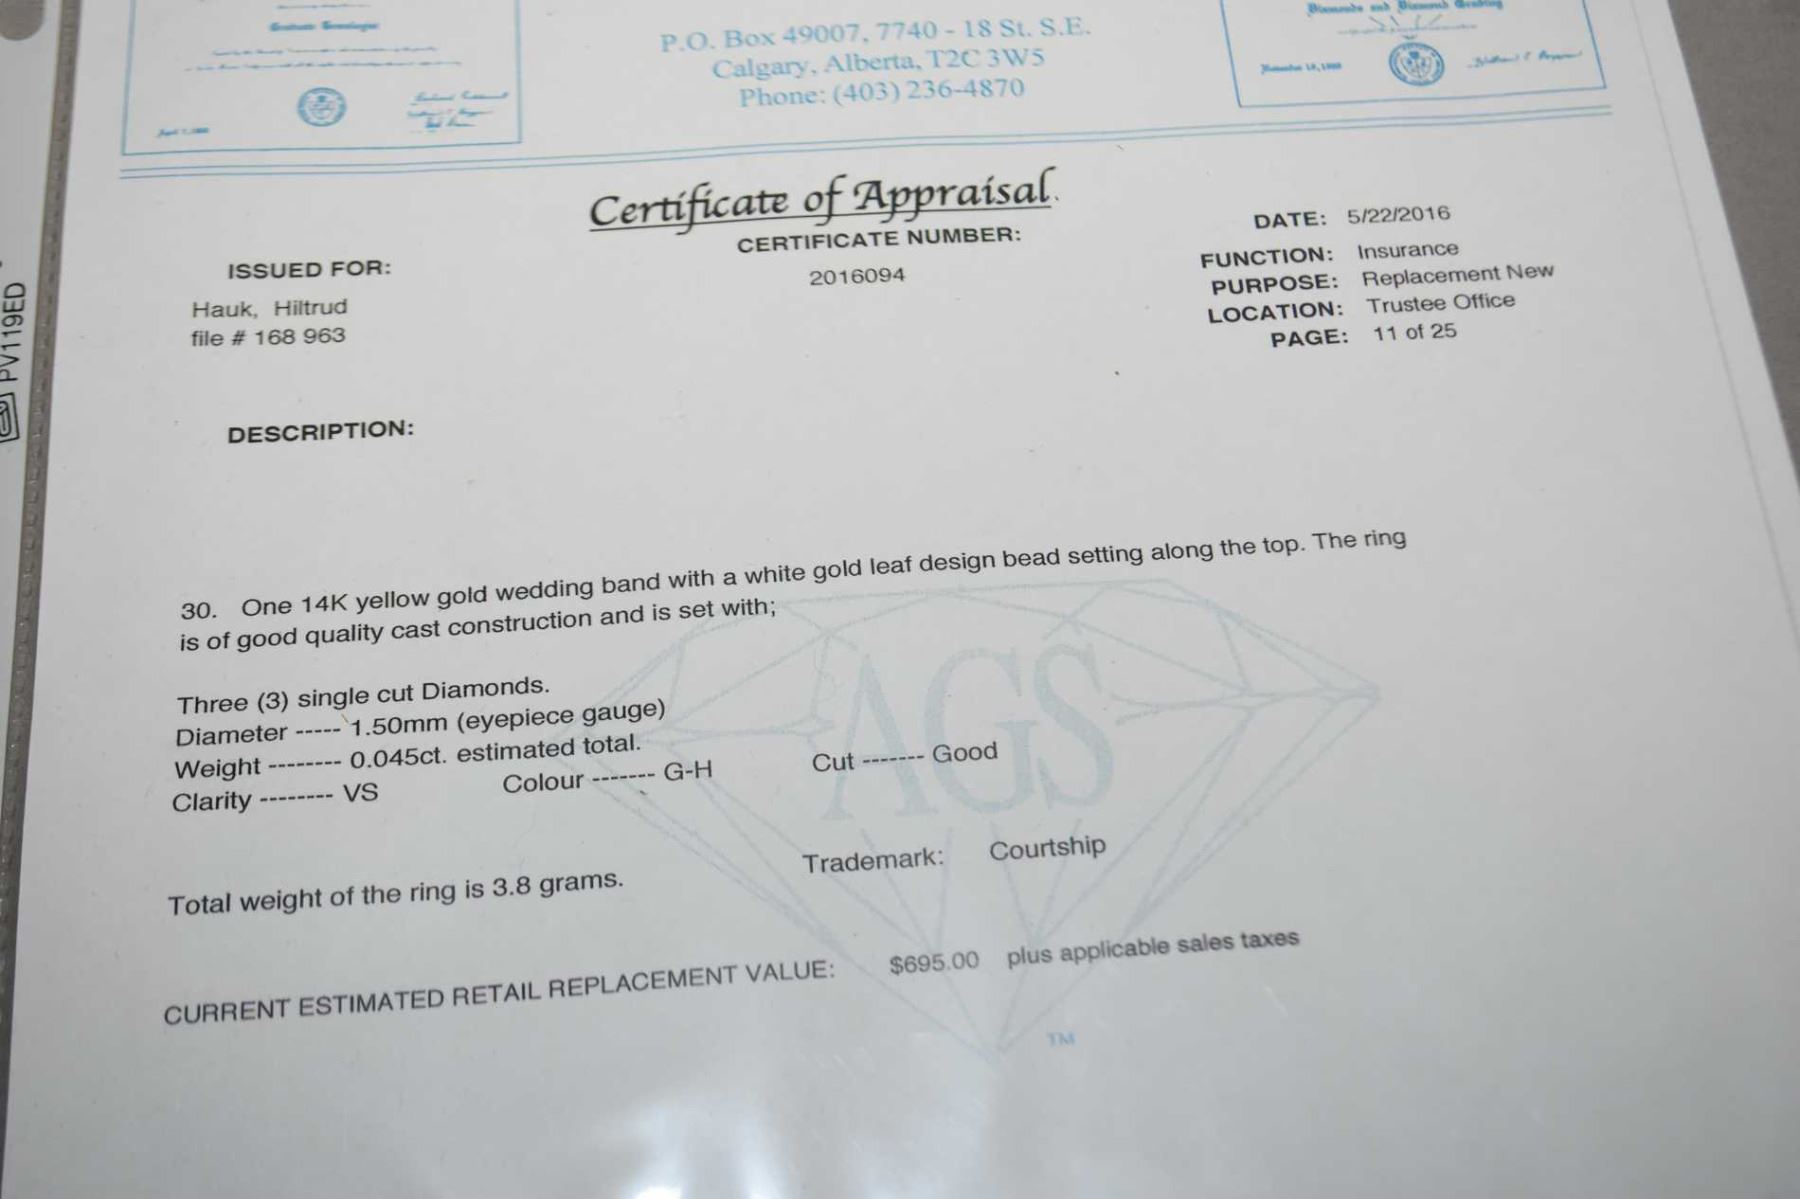 Graduate Gemologist
Diamonds and Diamond Grading
P.O. Box 49007, 7740 - 18 St. S.E.
Calgary, Alberta, T2C 3W5
Phone: (403) 236-4870
Certificate of Appraisal.
CERTIFICATE NUMBER:
2016094
ISSUED FOR:
Hauk, Hiltrud
file # 168 963
DATE: 5/22/2016
FUNCTION: Insurance
PURPOSE: Replacement New
LOCATION: Trustee Office
PAGE: 11 of 25
PV119ED
DESCRIPTION:
30. One 14K yellow gold wedding band with a white gold leaf design bead setting along the top. The ring
is of good quality cast construction and is set with;
Three (3) single cut Diamonds.
Diameter ----- 1.50mm (eyepiece gauge)
Weight -------- 0.045ct. estimated total.
Clarity -------- VS Colour ------- G-H Cut ------- Good
AGS
Total weight of the ring is 3.8 grams. Trademark: Courtship
CURRENT ESTIMATED RETAIL REPLACEMENT VALUE: $695.00 plus applicable sales taxes
TM